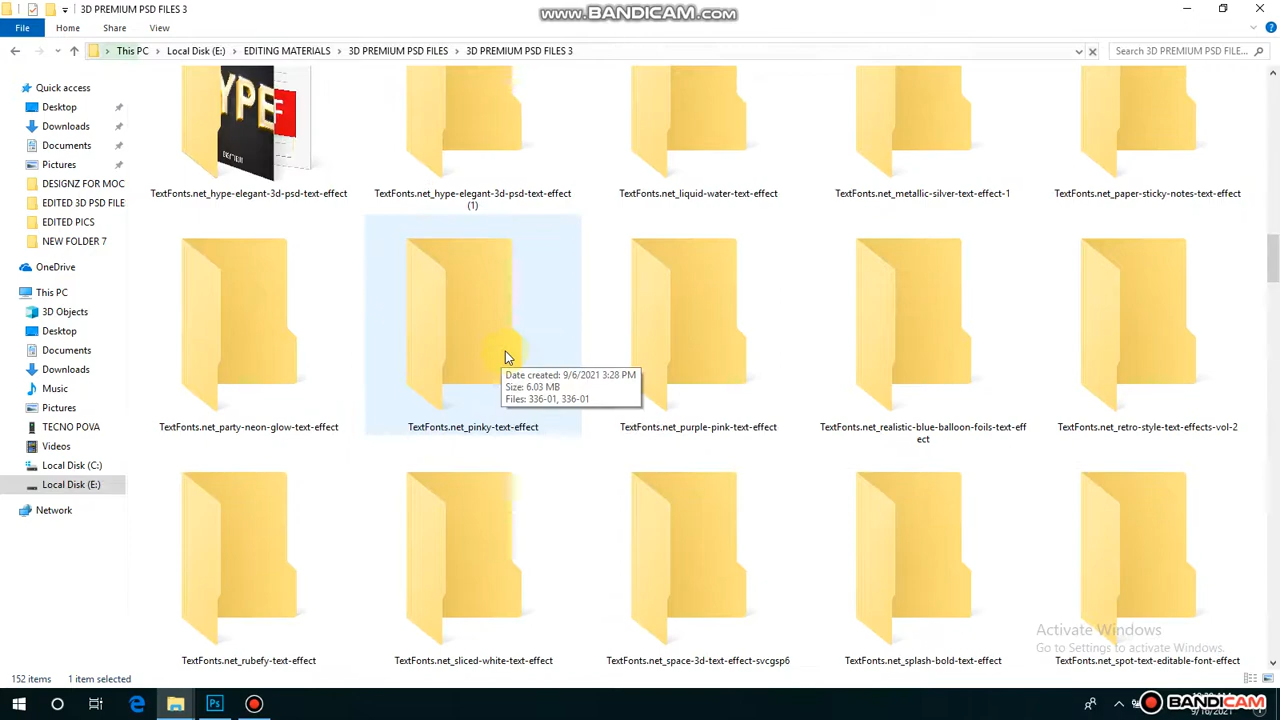 3D PREMIUM PSD FILES 3
www.BANDICAM.com
File Home Share View
This PC Local Disk (E:) EDITING MATERIALS 3D PREMIUM PSD FILES 3D PREMIUM PSD FILES 3
Search 3D PREMIUM PSD FILE...
Quick access
Desktop
Downloads
Documents
Pictures
DESIGNZ FOR MOC
EDITED 3D PSD FILE
EDITED PICS
NEW FOLDER 7
OneDrive
This PC
3D Objects
Desktop
Documents
Downloads
Music
Pictures
TECNO POVA
Videos
Local Disk (C:)
Local Disk (E:)
Network
TextFonts.net_hype-elegant-3d-psd-text-effect
TextFonts.net_hype-elegant-3d-psd-text-effect
(1)
TextFonts.net_liquid-water-text-effect
TextFonts.net_metallic-silver-text-effect-1
TextFonts.net_paper-sticky-notes-text-effect
Date created: 9/6/2021 3:28 PM
Size: 6.03 MB
Files: 336-01, 336-01
TextFonts.net_party-neon-glow-text-effect
TextFonts.net_pinky-text-effect
TextFonts.net_purple-pink-text-effect
TextFonts.net_realistic-blue-balloon-foils-text-eff
ect
TextFonts.net_retro-style-text-effects-vol-2
TextFonts.net_rubefy-text-effect
TextFonts.net_sliced-white-text-effect
TextFonts.net_space-3d-text-effect-svcgsp6
TextFonts.net_splash-bold-text-effect
TextFonts.net_spot-text-editable-font-effect
Activate Windows
Go to Settings to activate Windows.
152 items 1 item selected
Ps
BANDICAM